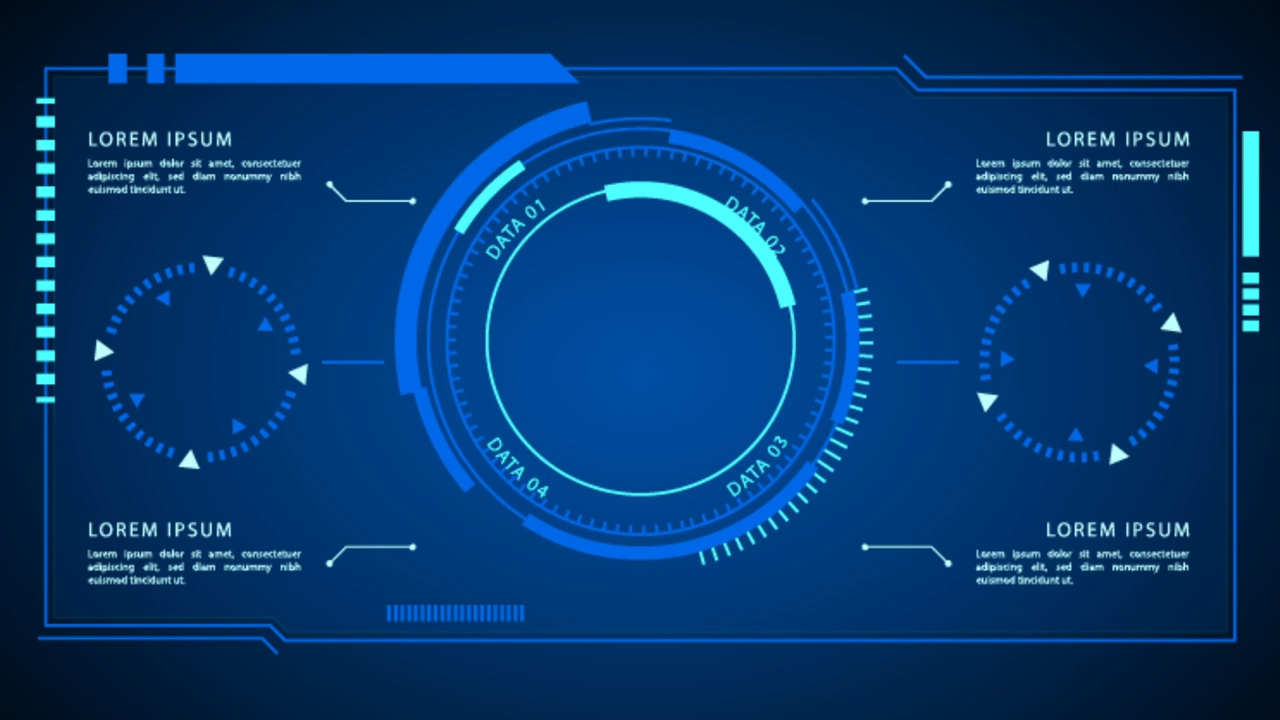 LOREM IPSUM
Lorem ipsum dolor sit amet, consectetuer
adipiscing elit, sed diam nonummy nibh
euismod tincidunt ut.
LOREM IPSUM
Lorem ipsum dolor sit amet, consectetuer
adipiscing elit, sed diam nonummy nibh
euismod tincidunt ut.
DATA 01
DATA 02
DATA 04
DATA 03
LOREM IPSUM
Lorem ipsum dolor sit amet, consectetuer
adipiscing elit, sed diam nonummy nibh
euismod tincidunt ut.
LOREM IPSUM
Lorem ipsum dolor sit amet, consectetuer
adipiscing elit, sed diam nonummy nibh
euismod tincidunt ut.